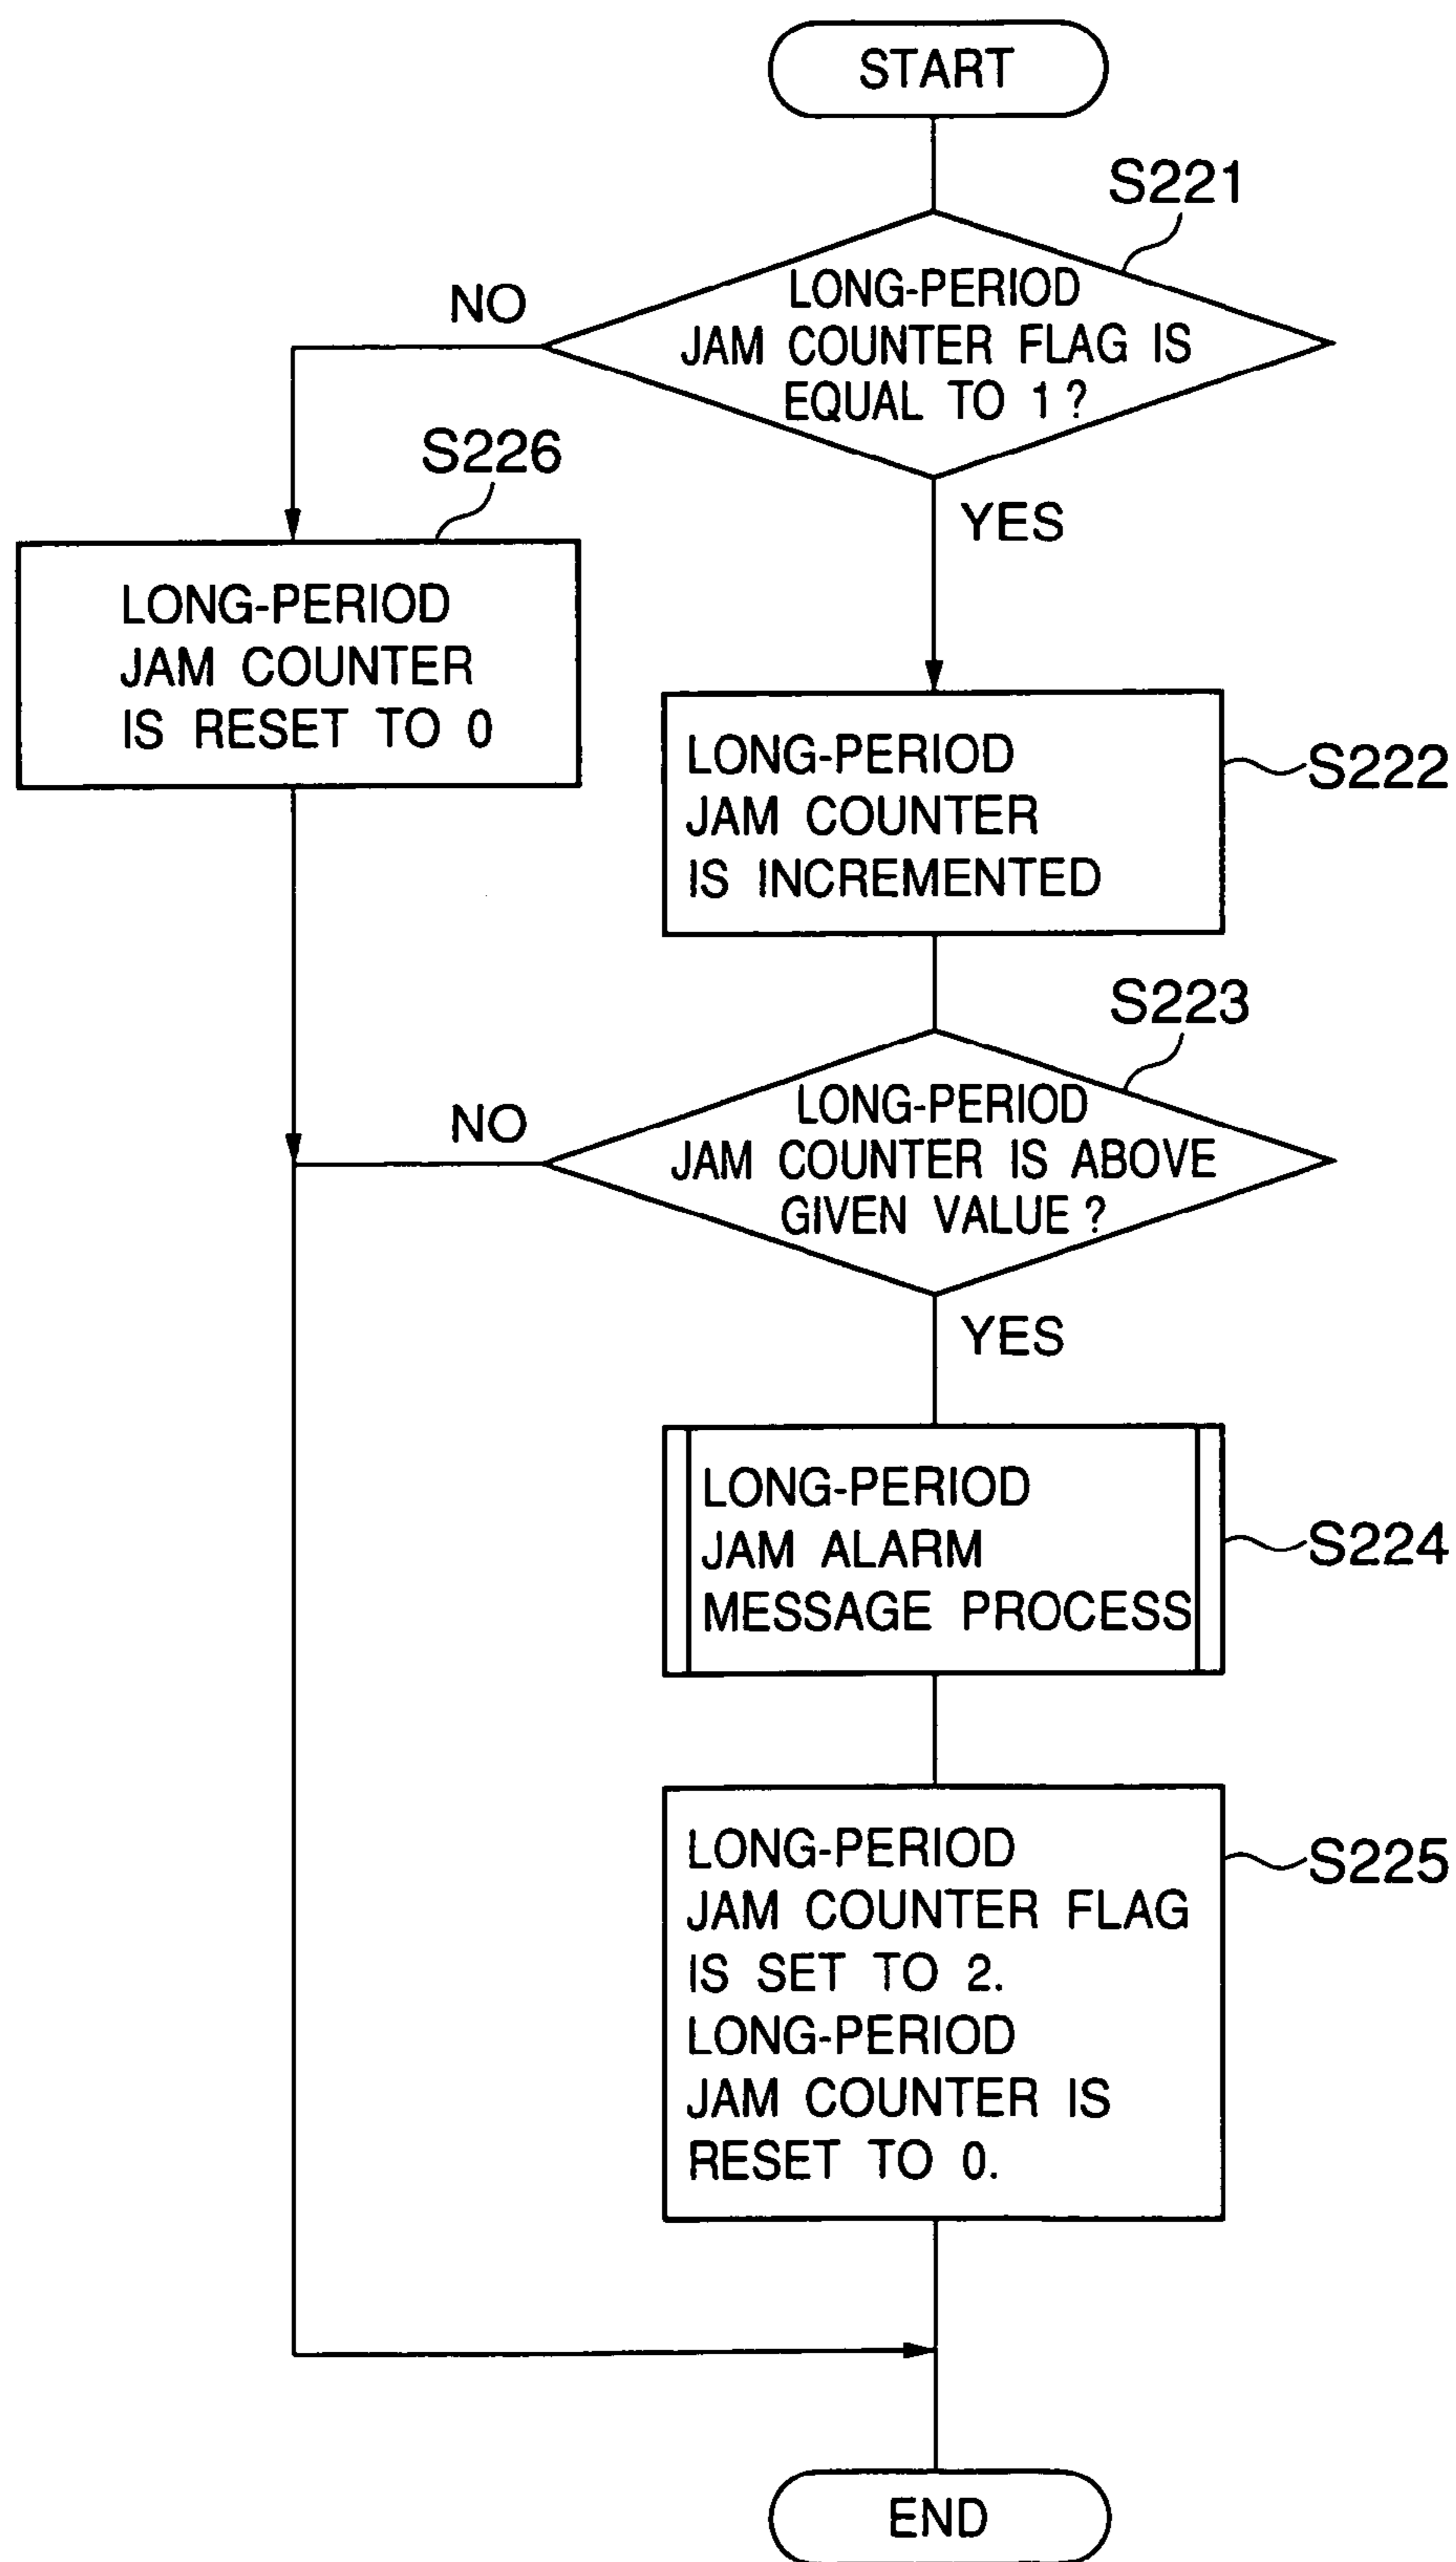 START
S221
LONG-PERIOD
JAM COUNTER FLAG IS
EQUAL TO 1?
NO
YES
S226
LONG-PERIOD
JAM COUNTER
IS RESET TO 0
LONG-PERIOD
JAM COUNTER
IS INCREMENTED
S222
S223
LONG-PERIOD
JAM COUNTER IS ABOVE
GIVEN VALUE?
NO
YES
LONG-PERIOD
JAM ALARM
MESSAGE PROCESS
S224
LONG-PERIOD
JAM COUNTER FLAG
IS SET TO 2.
LONG-PERIOD
JAM COUNTER IS
RESET TO 0.
S225
END